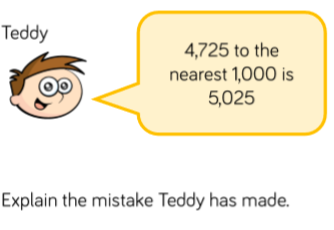 Teddy
4,725 to the
nearest 1,000 is
5,025
Explain the mistake Teddy has made.